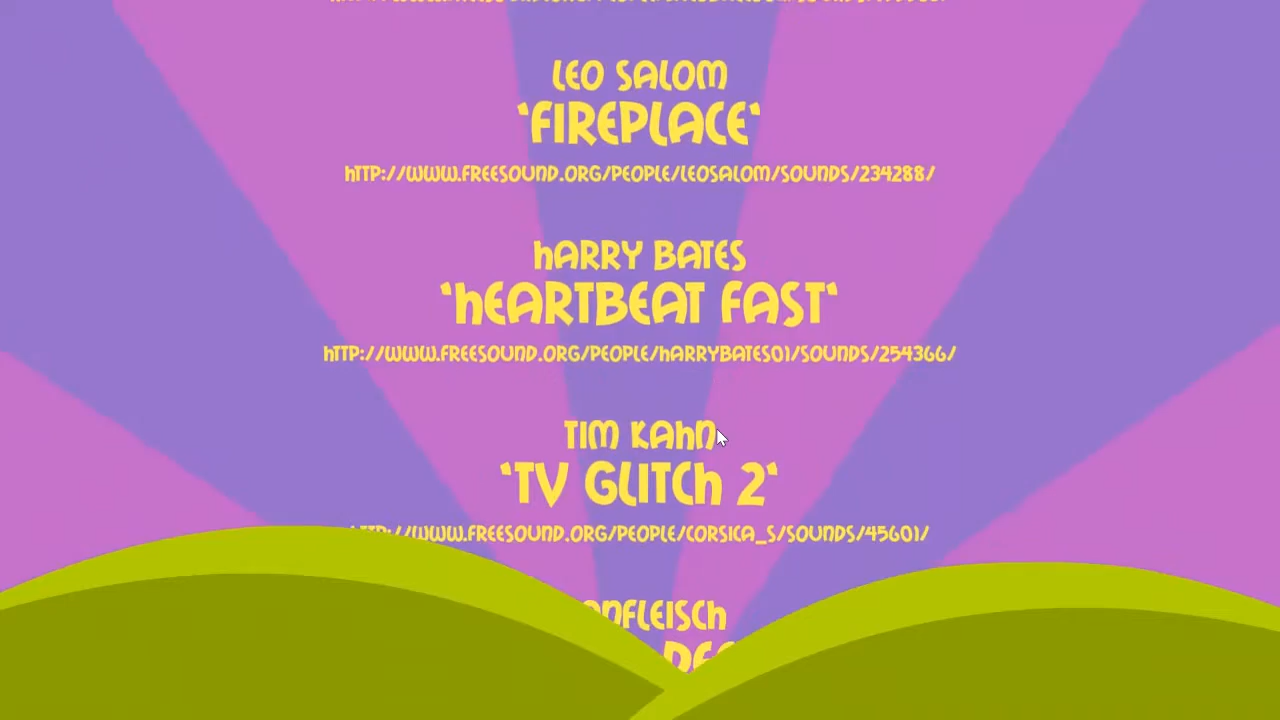 LEO SALOM
'FIREPLACE'
hTTP://WWW.FREESOUND.ORG/PEOPLE/LEOSALOM/SOUNDS/234288/
hARRY BATES
'hEARTBEAT FAST'
hTTP://WWW.FREESOUND.ORG/PEOPLE/hARRYBATES01/SOUNDS/254366/
TIM KAhN
'TV GLITCh 2'
hTTP://WWW.FREESOUND.ORG/PEOPLE/CORSICA_S/SOUNDS/45601/